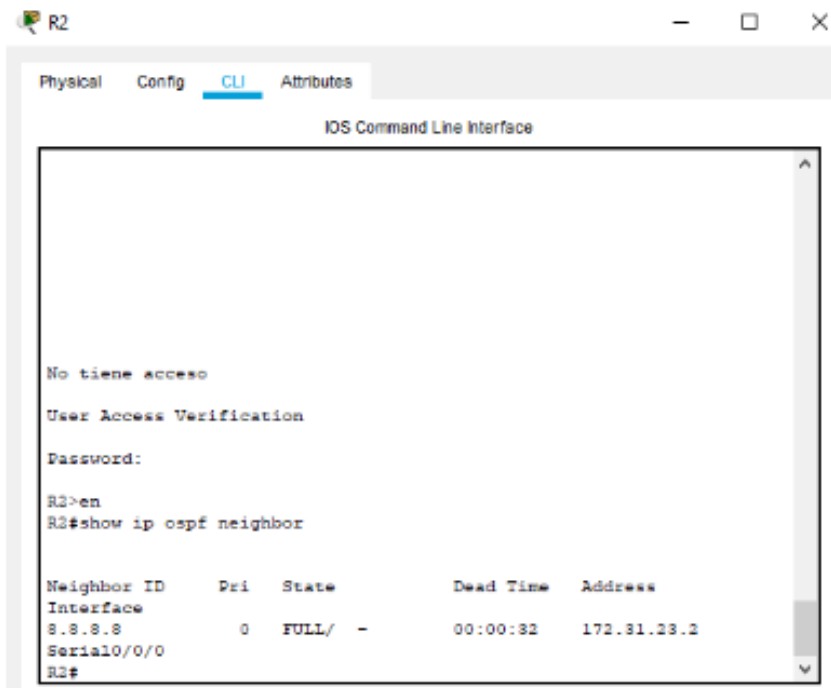 R2
Physical Config CLI Attributes
IOS Command Line Interface
No tiene acceso
User Access Verification
Password:
R2>en
R2#show ip ospf neighbor
Neighbor ID Pri State Dead Time Address
Interface
8.8.8.8 0 FULL/ - 00:00:32 172.31.23.2
Serial0/0/0
R2#